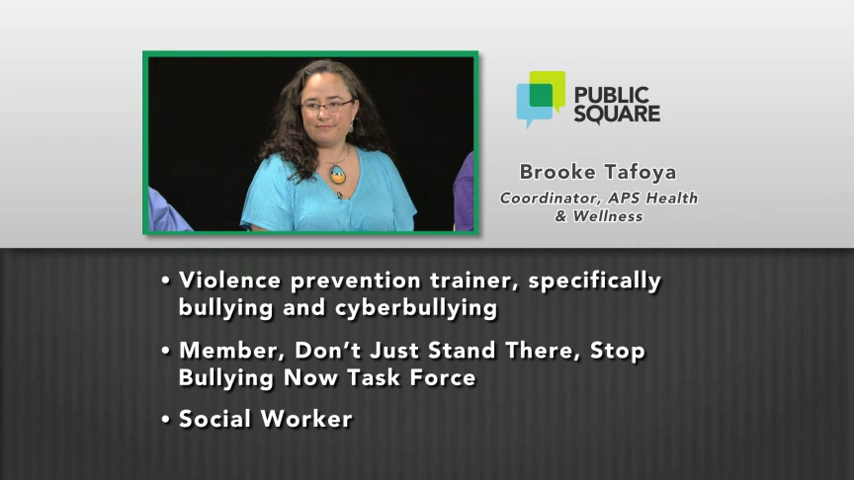 PUBLIC
SQUARE
Brooke Tafoya
Coordinator, APS Health
& Wellness
• Violence prevention trainer, specifically
bullying and cyberbullying
• Member, Don't Just Stand There, Stop
Bullying Now Task Force
• Social Worker